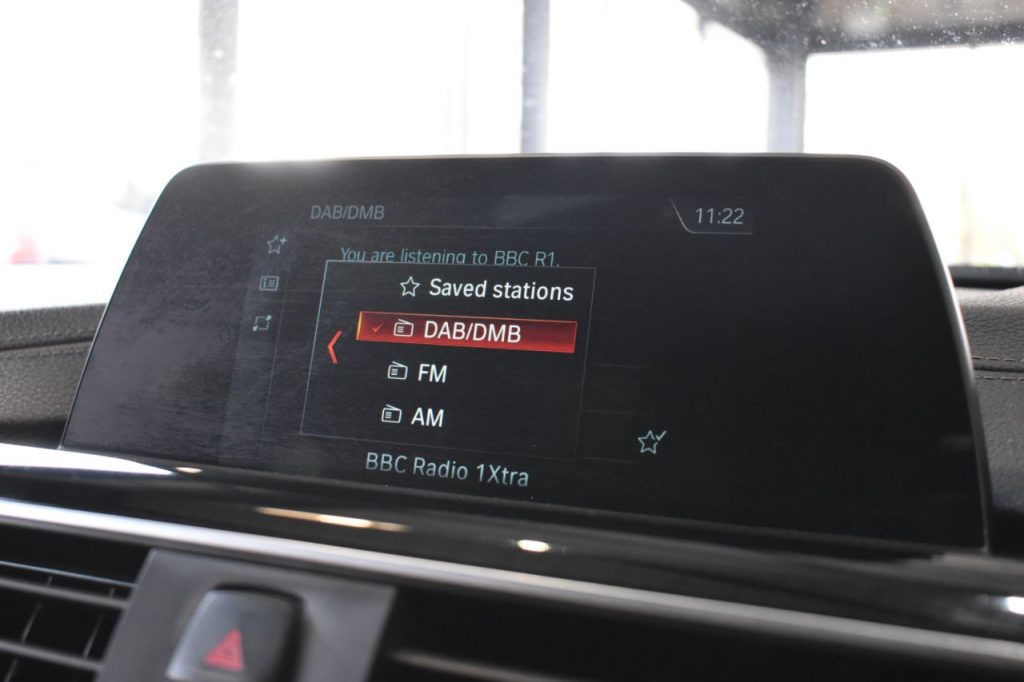 DAB/DMB
11:22
You are listening to BBC R1.
Saved stations
DAB/DMB
FM
AM
BBC Radio 1Xtra